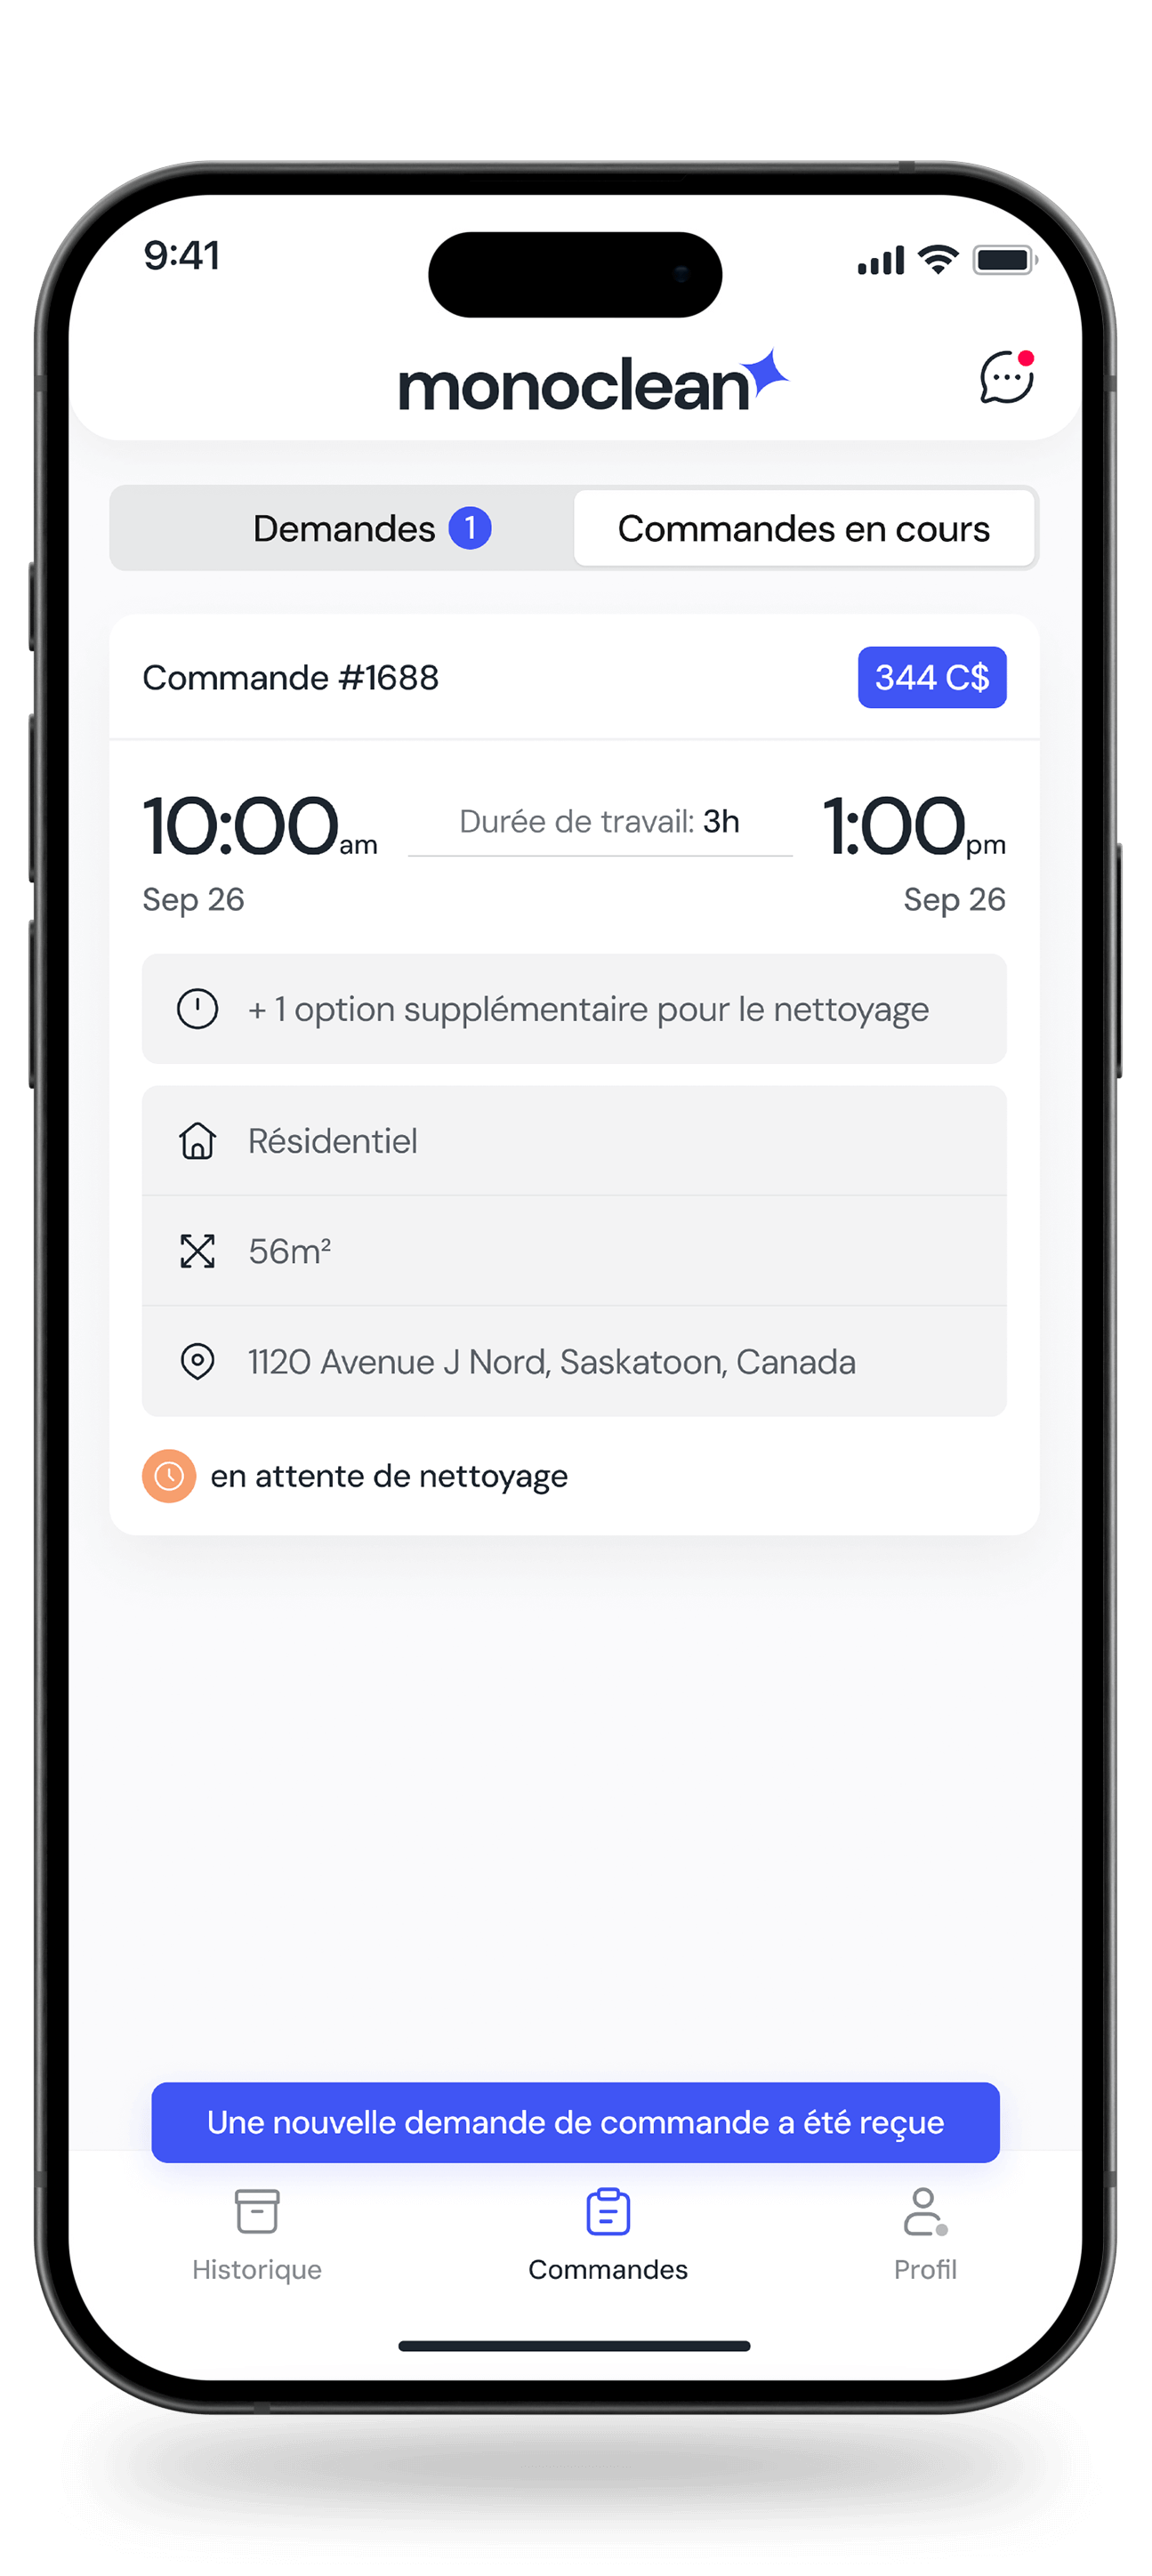 9:41
monoclean
Demandes 1
Commandes en cours
Commande #1688
344 C$
10:00am
Durée de travail: 3h
1:00pm
Sep 26
Sep 26
+ 1 option supplémentaire pour le nettoyage
Résidentiel
56m²
1120 Avenue J Nord, Saskatoon, Canada
en attente de nettoyage
Une nouvelle demande de commande a été reçue
Historique
Commandes
Profil